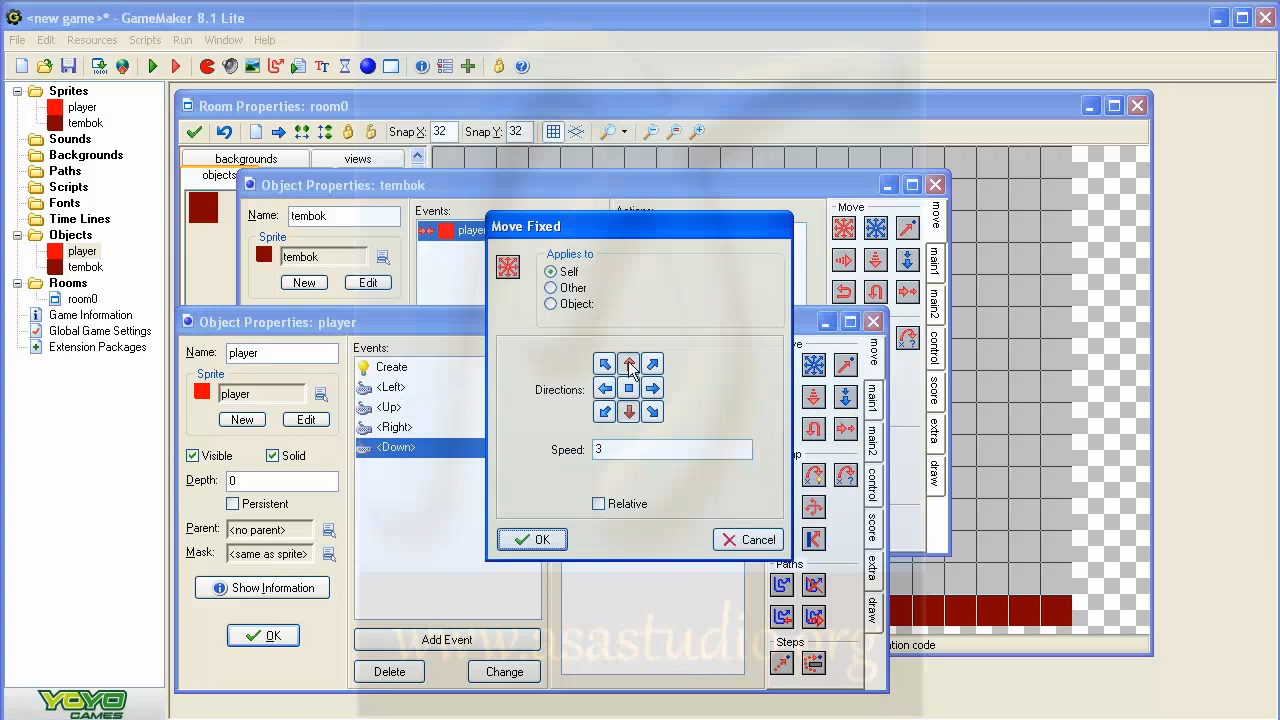 <new game>* - GameMaker 8.1 Lite
File Edit Resources Scripts Run Window Help
Sprites
player
tembok
Sounds
Backgrounds
Paths
Scripts
Fonts
Time Lines
Objects
player
tembok
Rooms
room0
Game Information
Global Game Settings
Extension Packages
YOYO
GAMES
Room Properties: room0
Snap X: 32 Snap Y: 32
backgrounds views
objects
Object Properties: tembok
Name: tembok
Sprite
tembok
New Edit
Events:
player
Actions:
Move
move
main1
main2
control
score
extra
draw
Object Properties: player
Name: player
Sprite
player
New Edit
Visible Solid
Depth: 0
Persistent
Parent: <no parent>
Mask: <same as sprite>
Show Information
OK
Events:
Create
<Left>
<Up>
<Right>
<Down>
Add Event
Delete Change
move
main1
main2
control
score
extra
draw
Paths
Steps
Move Fixed
Applies to
Self
Other
Object:
Directions:
Speed: 3
Relative
OK Cancel
www.asastudio.org